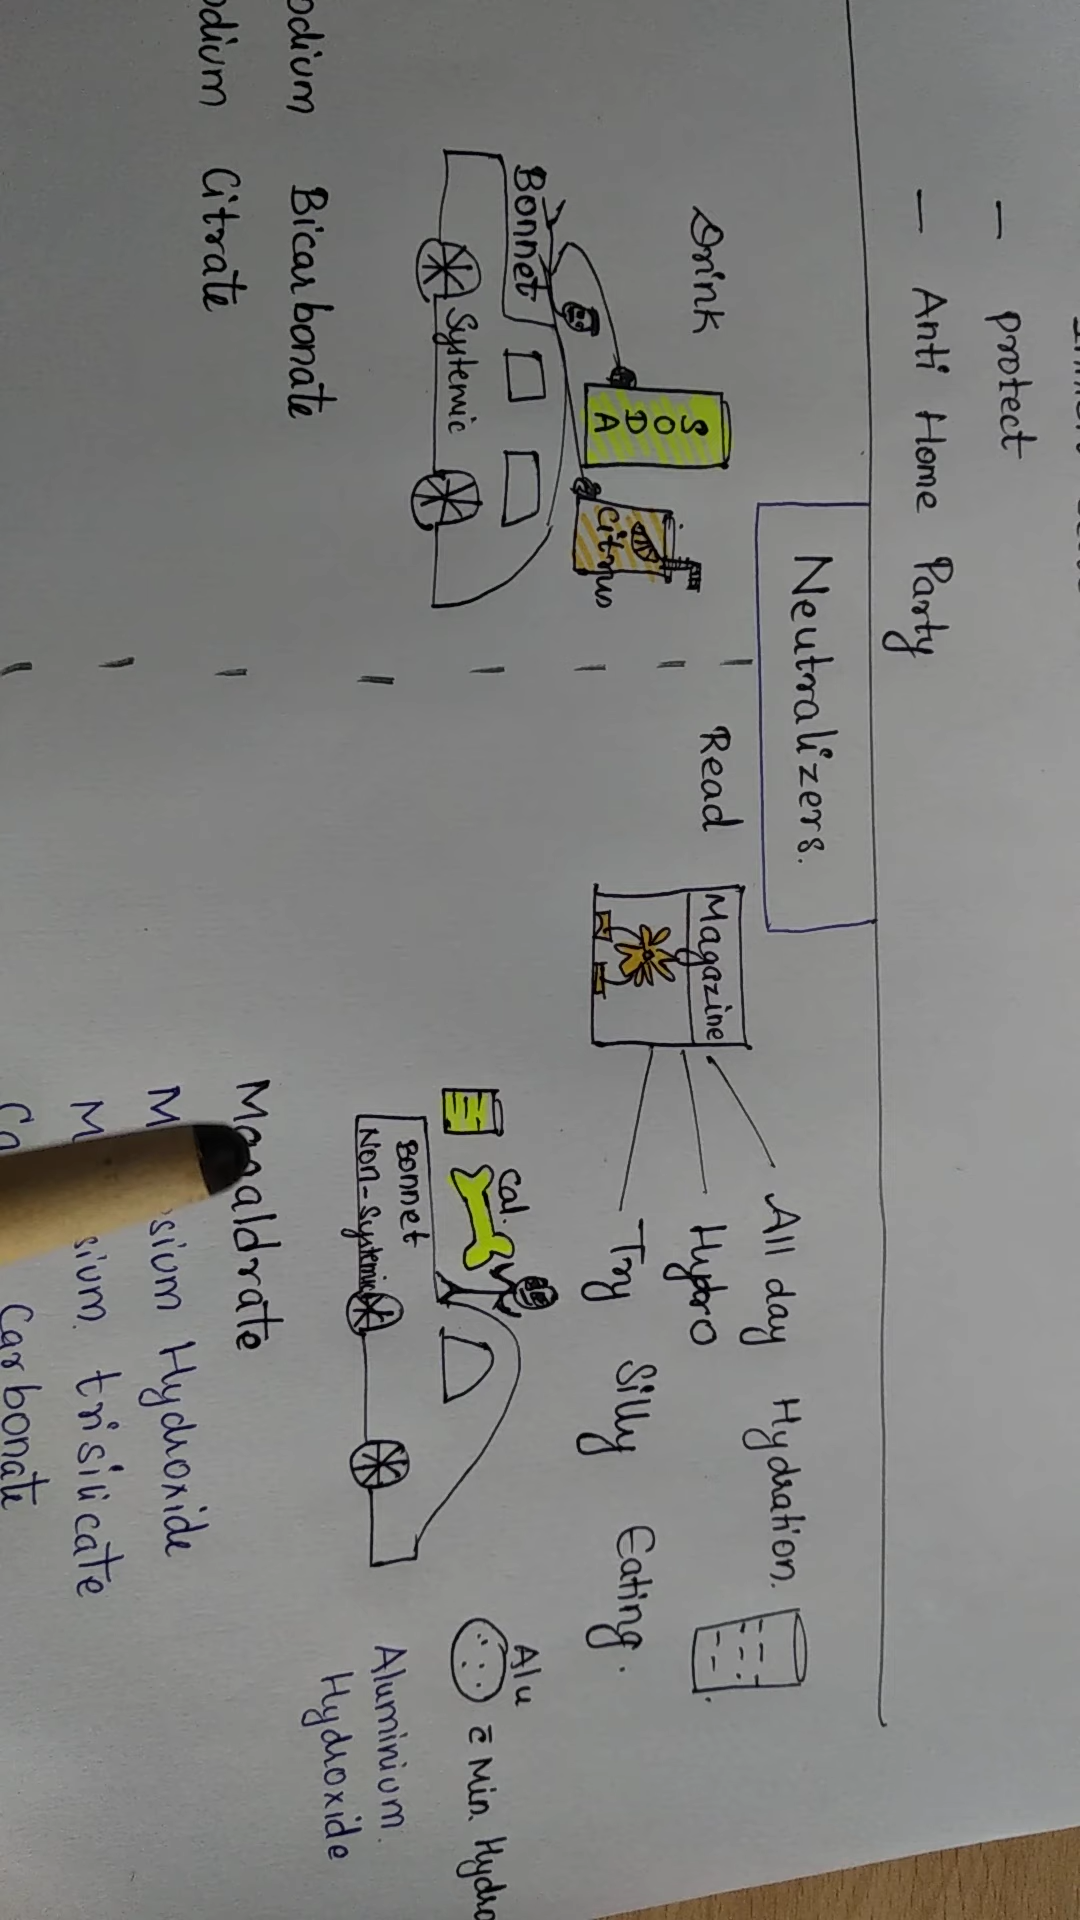 — protect
— Anti Home Party
Neutralizers.
Drink
SODA
Citrus
Bonnet
Systemic
odium Bicarbonate
odium Citrate
Read
Magazine
All day Hydration.
Hydro
Try Silly Eating.
Cal.
Bonnet
Non-Systemic
Alu
c̄ Min. Hydro
Aluminium
Hydroxide
Magaldrate
sium Hydroxide
sium trisilicate
Carbonate